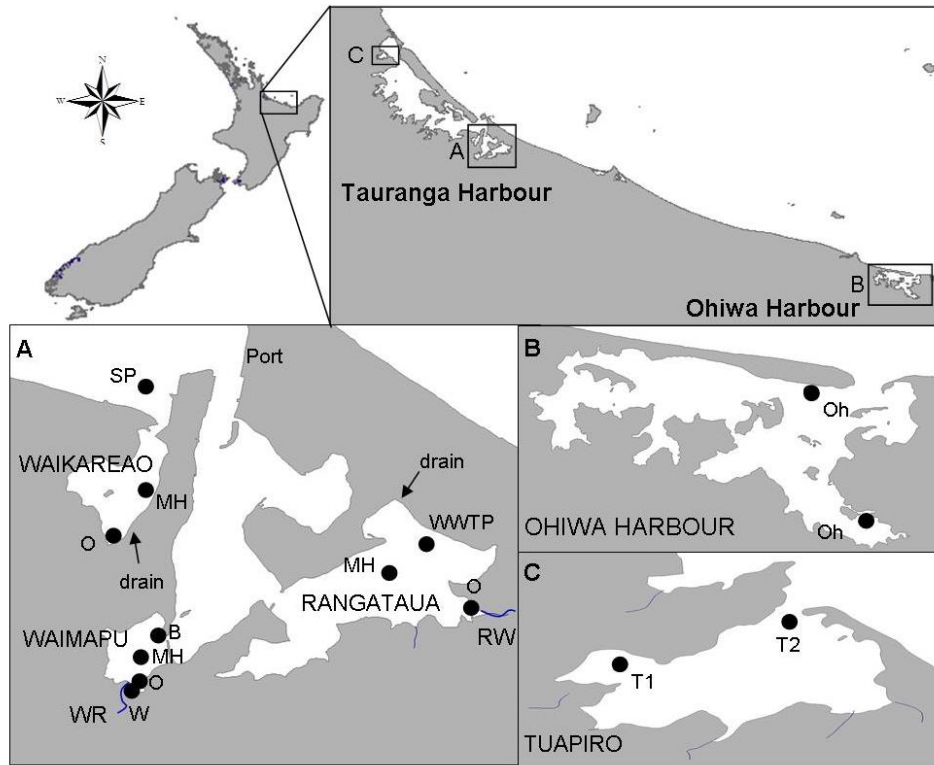 N
W
E
S
C
A
Tauranga Harbour
B
Ohiwa Harbour
A
Port
SP
WAIKAREAO
MH
O
drain
drain
WWTP
MH
O
RANGATAUA
RW
WAIMAPU
B
MH
O
WR
W
B
Oh
Oh
OHIWA HARBOUR
C
T2
T1
TUAPIRO